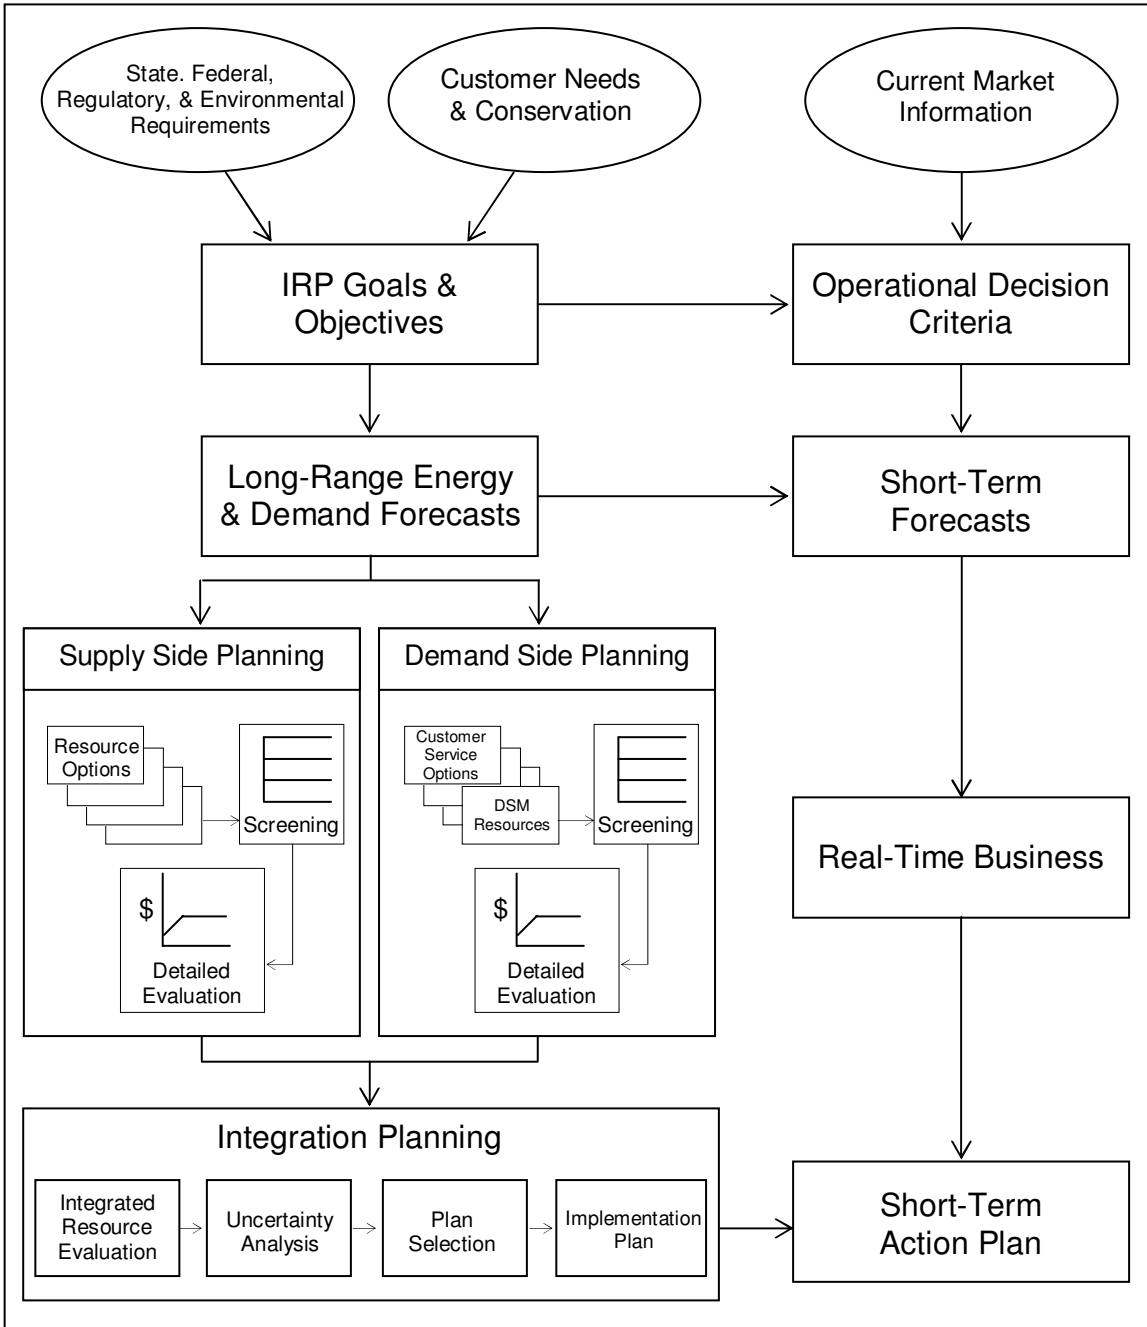 State. Federal,
Regulatory, & Environmental
Requirements
Customer Needs
& Conservation
Current Market
Information
IRP Goals &
Objectives
Operational Decision
Criteria
Long-Range Energy
& Demand Forecasts
Short-Term
Forecasts
Supply Side Planning
Resource
Options
Screening
$
Detailed
Evaluation
Demand Side Planning
Customer
Service
Options
DSM
Resources
Screening
$
Detailed
Evaluation
Real-Time Business
Integration Planning
Integrated
Resource
Evaluation
Uncertainty
Analysis
Plan
Selection
Implementation
Plan
Short-Term
Action Plan